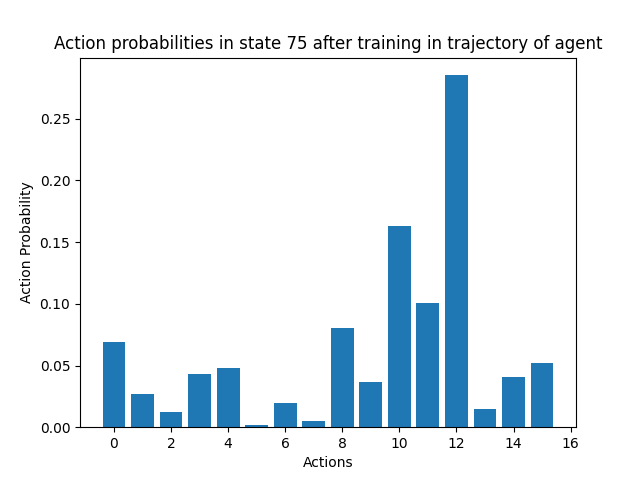 Action probabilities in state 75 after training in trajectory of agent
0.25
0.20
0.15
0.10
0.05
0.00
Action Probability
0 2 4 6 8 10 12 14 16
Actions